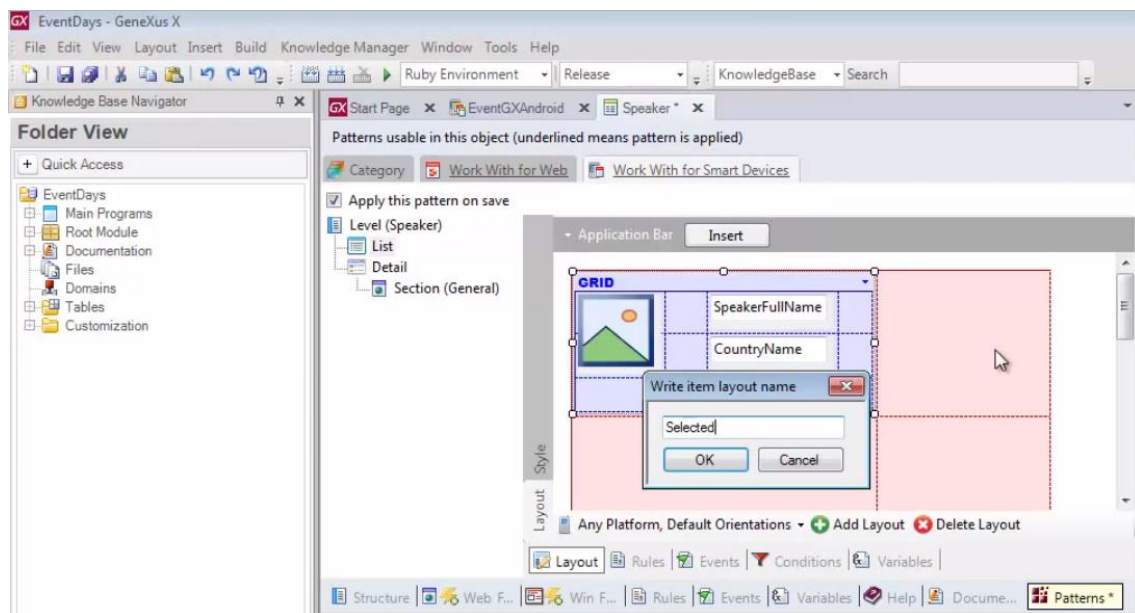 GX EventDays - GeneXus X
File Edit View Layout Insert Build Knowledge Manager Window Tools Help
Ruby Environment Release KnowledgeBase Search
Knowledge Base Navigator
Folder View
+ Quick Access
EventDays
Main Programs
Root Module
Documentation
Files
Domains
Tables
Customization
GX Start Page EventGXAndroid Speaker *
Patterns usable in this object (underlined means pattern is applied)
Category Work With for Web Work With for Smart Devices
Apply this pattern on save
Level (Speaker)
List
Detail
Section (General)
Application Bar Insert
GRID
SpeakerFullName
CountryName
Write item layout name
Selected
OK Cancel
Style
Layout
Any Platform, Default Orientations Add Layout Delete Layout
Layout Rules Events Conditions Variables
Structure Web F... Win F... Rules Events Variables Help Docume... Patterns *